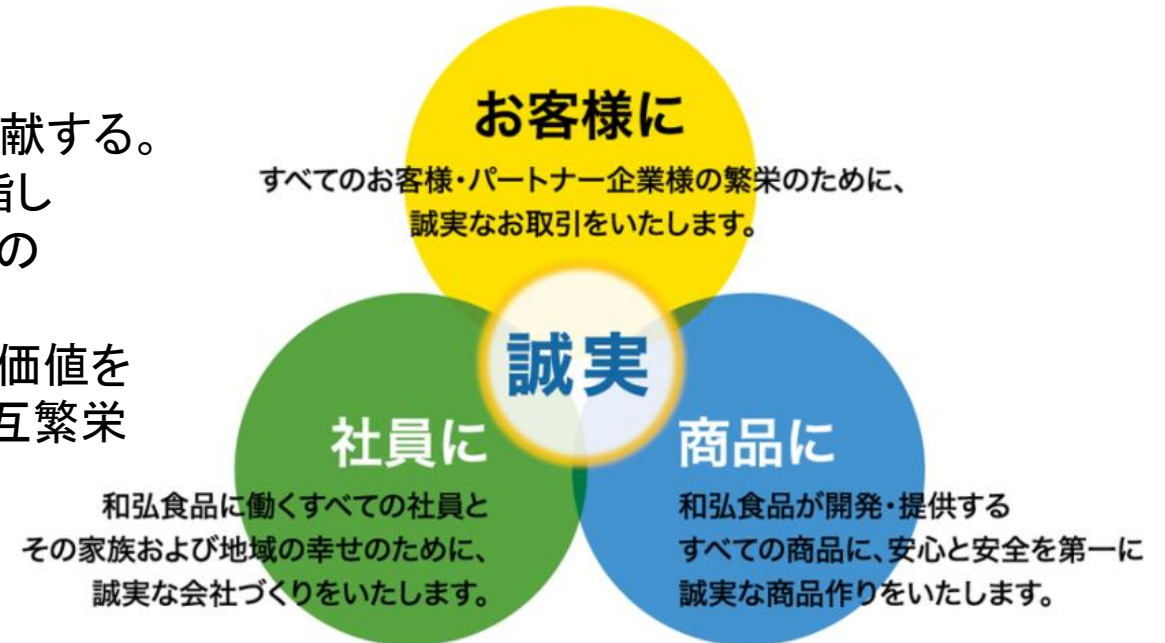 献する。
指し
の
価値を
互繁栄
お客様に
すべてのお客様・パートナー企業様の繁栄のために、
誠実なお取引をいたします。
誠実
社員に
和弘食品に働くすべての社員と
その家族および地域の幸せのために、
誠実な会社づくりをいたします。
商品に
和弘食品が開発・提供する
すべての商品に、安心と安全を第一に
誠実な商品作りをいたします。